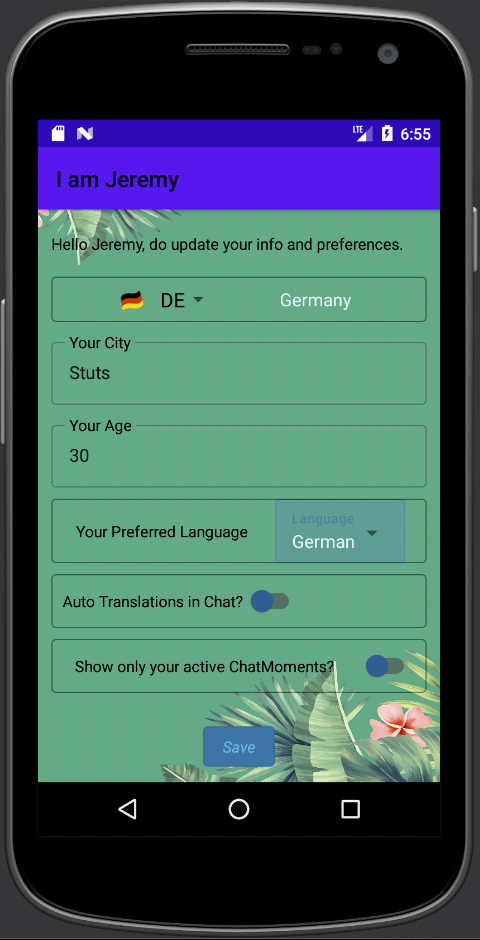 LTE 6:55
I am Jeremy
Hello Jeremy, do update your info and preferences.
DE Germany
Your City
Stuts
Your Age
30
Language
Your Preferred Language German
Auto Translations in Chat?
Show only your active ChatMoments?
Save